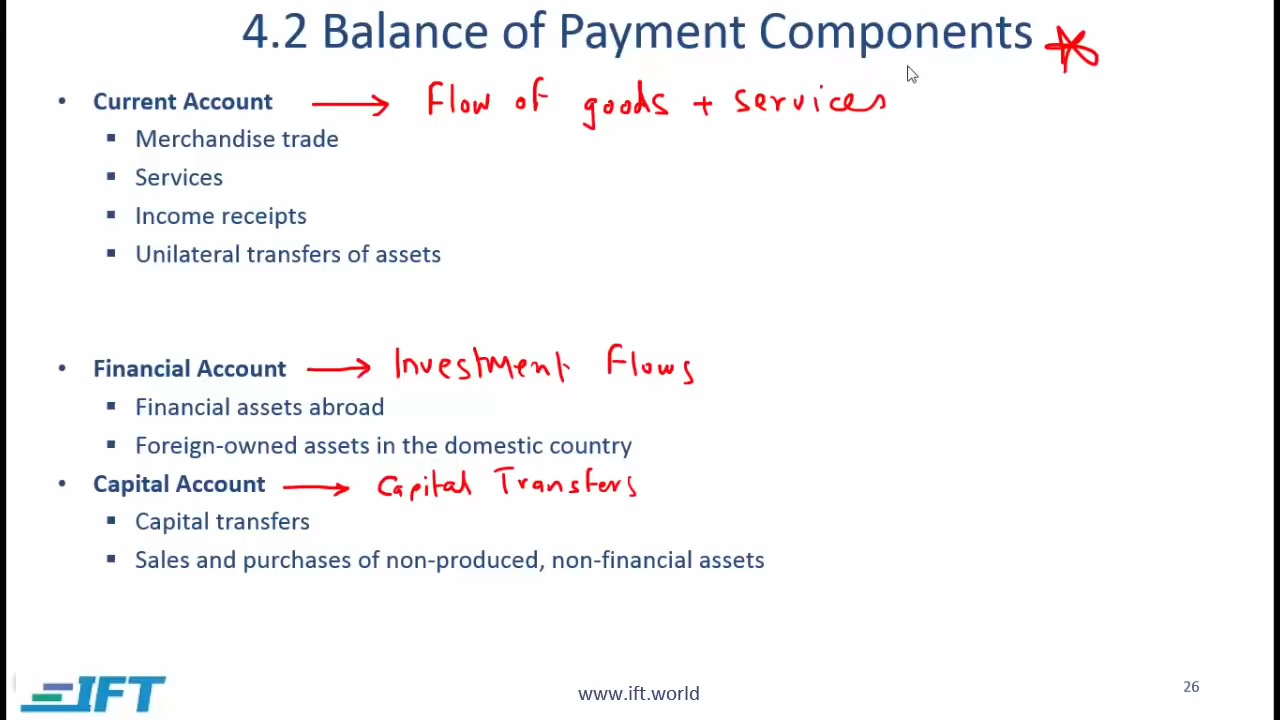 4.2 Balance of Payment Components
• Current Account → Flow of goods + services
▪ Merchandise trade
▪ Services
▪ Income receipts
▪ Unilateral transfers of assets
• Financial Account → Investment Flows
▪ Financial assets abroad
▪ Foreign-owned assets in the domestic country
• Capital Account → Capital Transfers
▪ Capital transfers
▪ Sales and purchases of non-produced, non-financial assets
IFT
www.ift.world
26